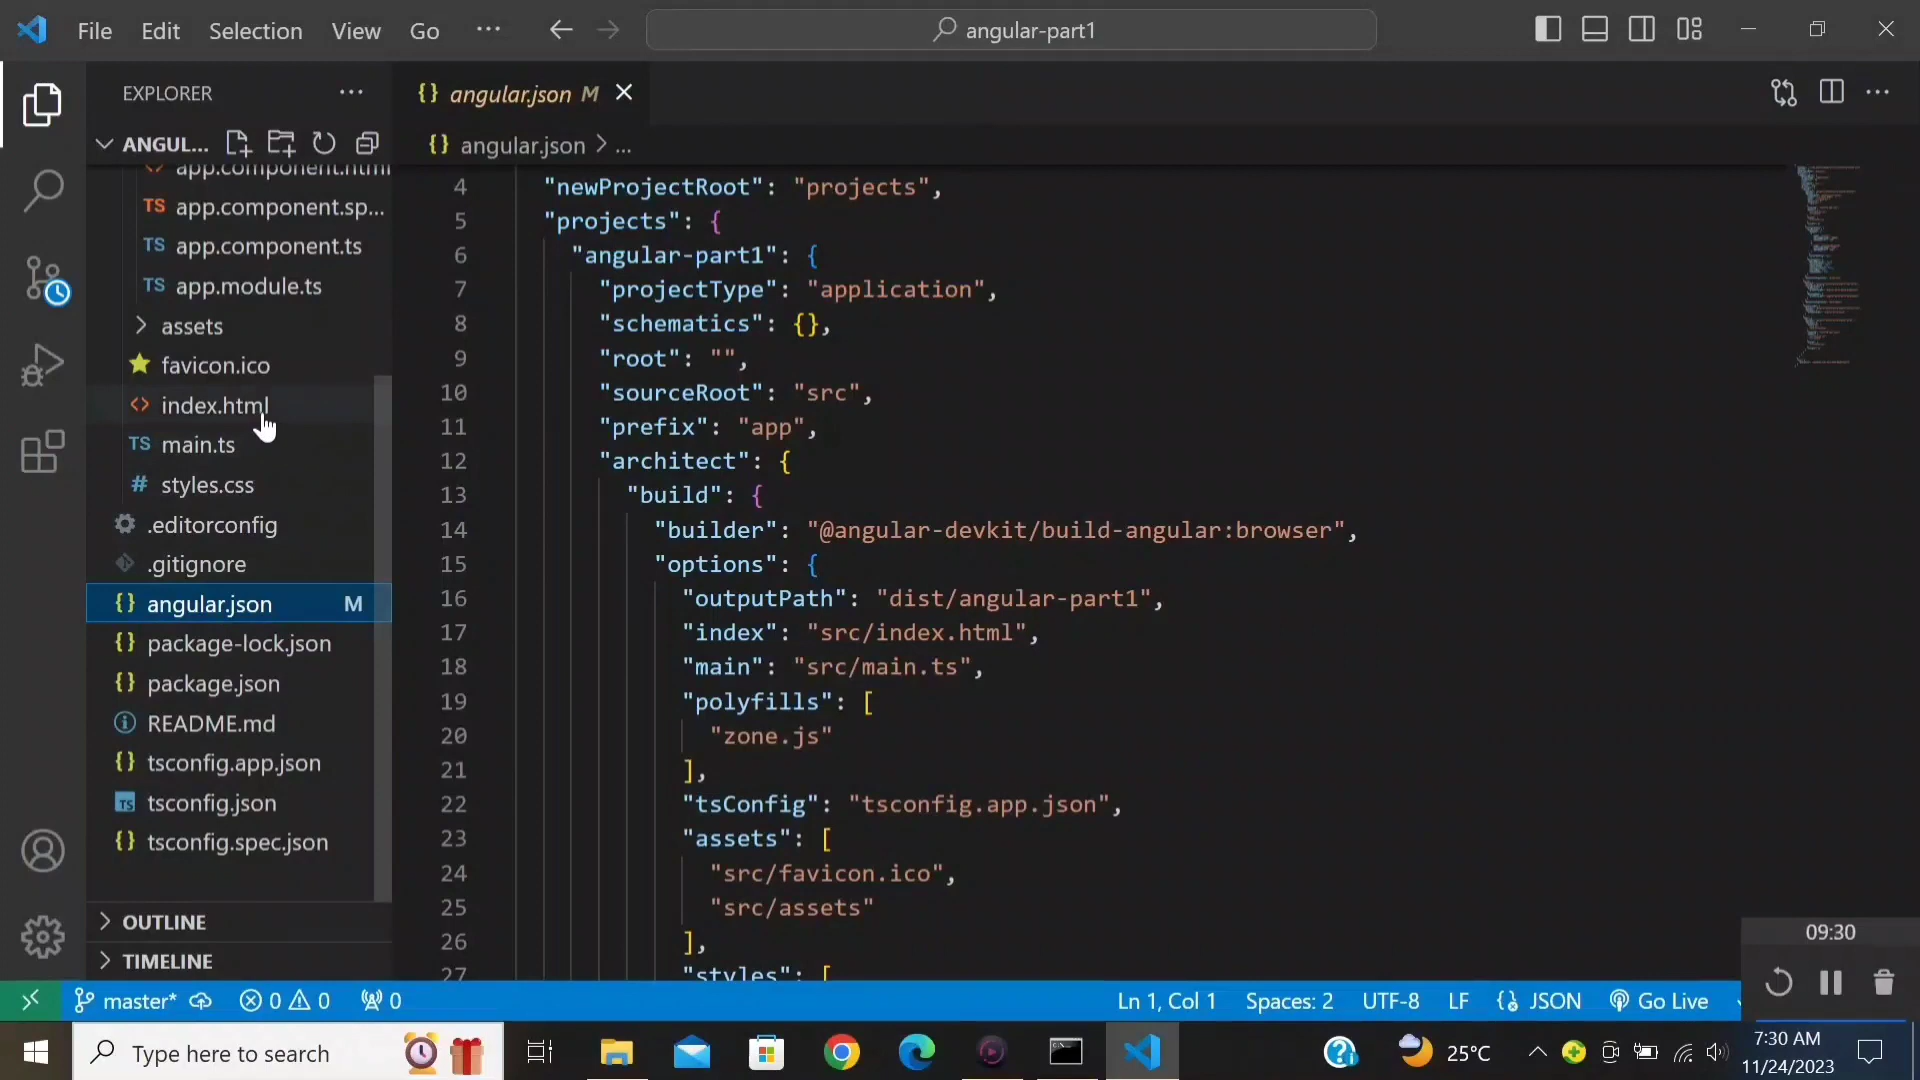 File Edit Selection View Go ···
angular-part1
EXPLORER ···
angular.json M
ANGUL...
angular.json > ...
app.component.html
app.component.sp...
app.component.ts
app.module.ts
assets
favicon.ico
index.html
main.ts
styles.css
.editorconfig
.gitignore
angular.json M
package-lock.json
package.json
README.md
tsconfig.app.json
tsconfig.json
tsconfig.spec.json
OUTLINE
TIMELINE
4 "newProjectRoot": "projects",
5 "projects": {
6 "angular-part1": {
7 "projectType": "application",
8 "schematics": {},
9 "root": "",
10 "sourceRoot": "src",
11 "prefix": "app",
12 "architect": {
13 "build": {
14 "builder": "@angular-devkit/build-angular:browser",
15 "options": {
16 "outputPath": "dist/angular-part1",
17 "index": "src/index.html",
18 "main": "src/main.ts",
19 "polyfills": [
20 "zone.js"
21 ],
22 "tsConfig": "tsconfig.app.json",
23 "assets": [
24 "src/favicon.ico",
25 "src/assets"
26 ],
27 "styles": [
09:30
master* 0 0 0
Ln 1, Col 1 Spaces: 2 UTF-8 LF {} JSON Go Live
Type here to search
25°C
7:30 AM
11/24/2023